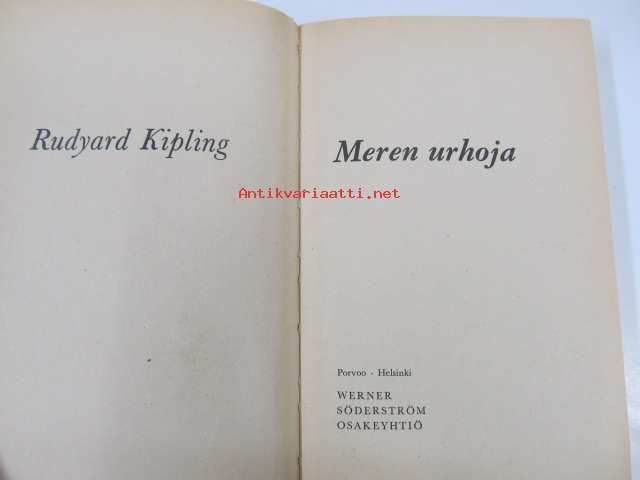 Rudyard Kipling
Meren urhoja
Antikvariaatti.net
Porvoo - Helsinki
WERNER
SÖDERSTRÖM
OSAKEYHTIÖ